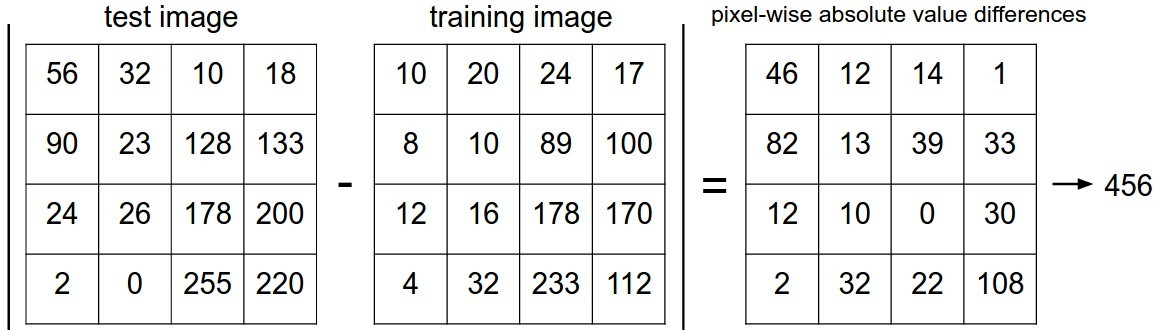 test image training image pixel-wise absolute value differences
56 32 10 18 10 20 24 17 46 12 14 1
90 23 128 133 8 10 89 100 82 13 39 33
- = → 456
24 26 178 200 12 16 178 170 12 10 0 30
2 0 255 220 4 32 233 112 2 32 22 108